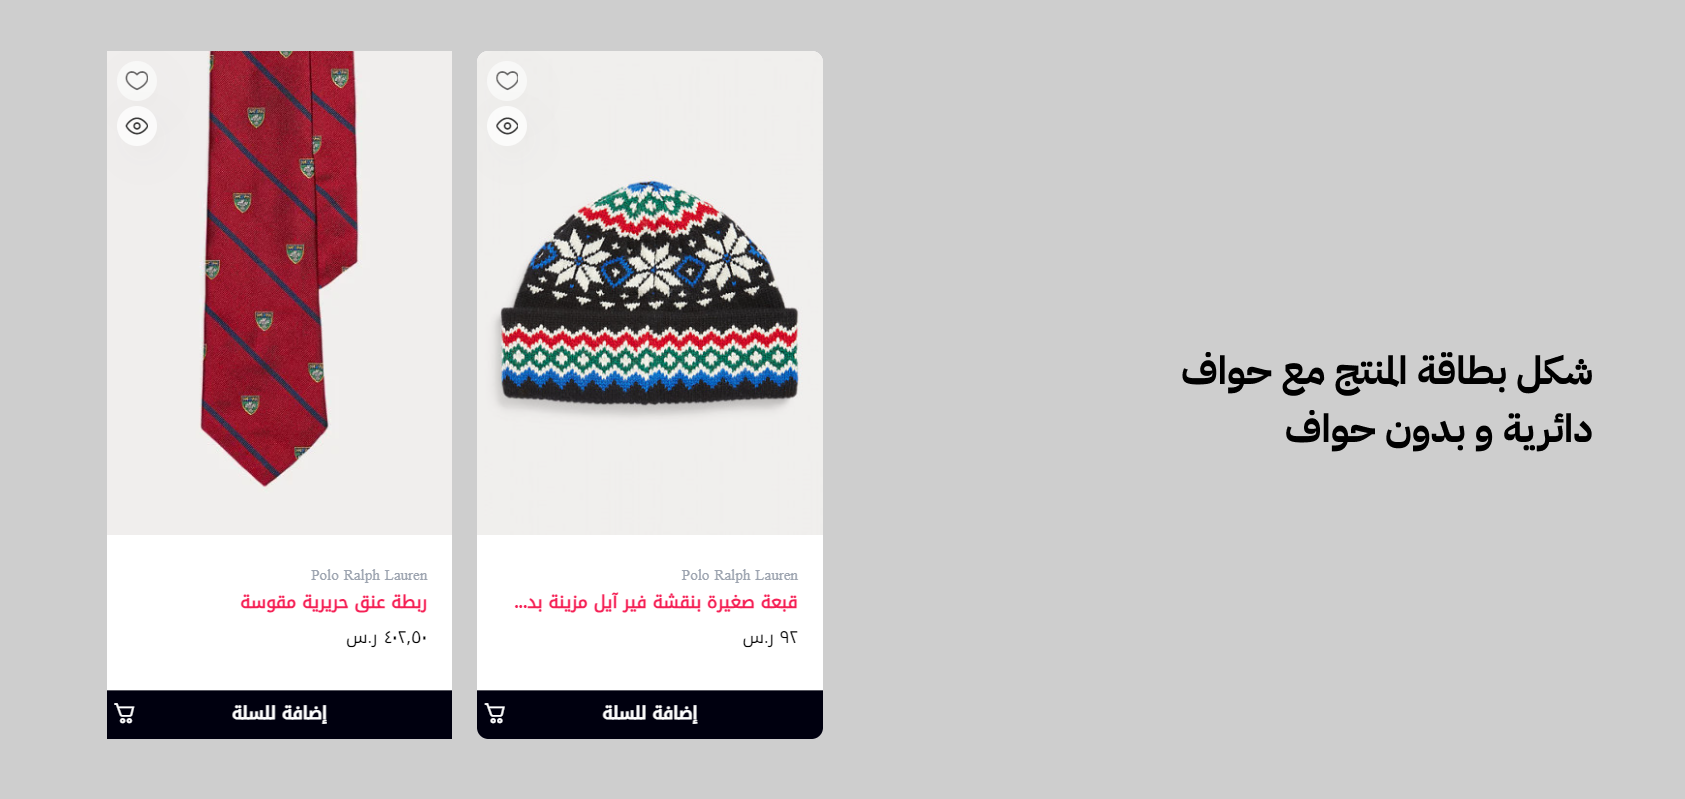 شكل بطاقة المنتج مع حواف
دائرية و بدون حواف
Polo Ralph Lauren
قبعة صغيرة بنقشة فير آيل مزينة بد...
٩٢ ر.س
إضافة للسلة
Polo Ralph Lauren
ربطة عنق حريرية مقوسة
٤٠٢,٥٠ ر.س
إضافة للسلة